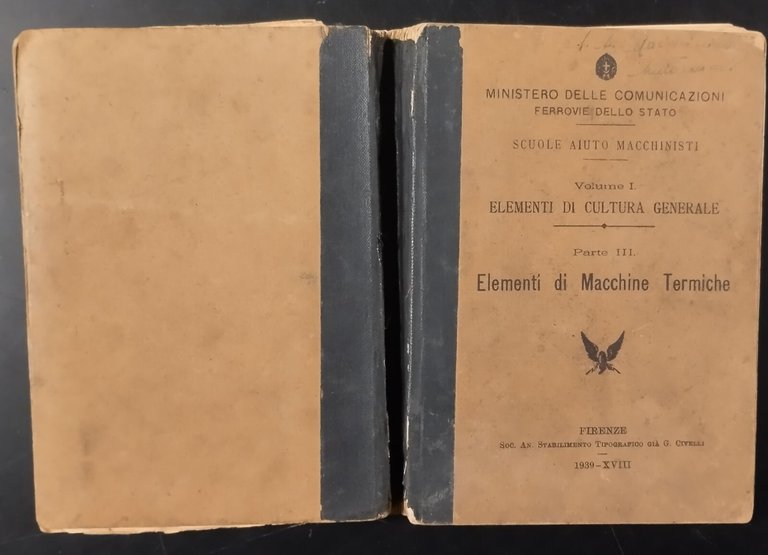 MINISTERO DELLE COMUNICAZIONI
FERROVIE DELLO STATO
SCUOLE AIUTO MACCHINISTI
Volume I.
ELEMENTI DI CULTURA GENERALE
Parte III.
Elementi di Macchine Termiche
FIRENZE
Soc. An. Stabilimento Tipografico già G. Civelli
1939-XVIII